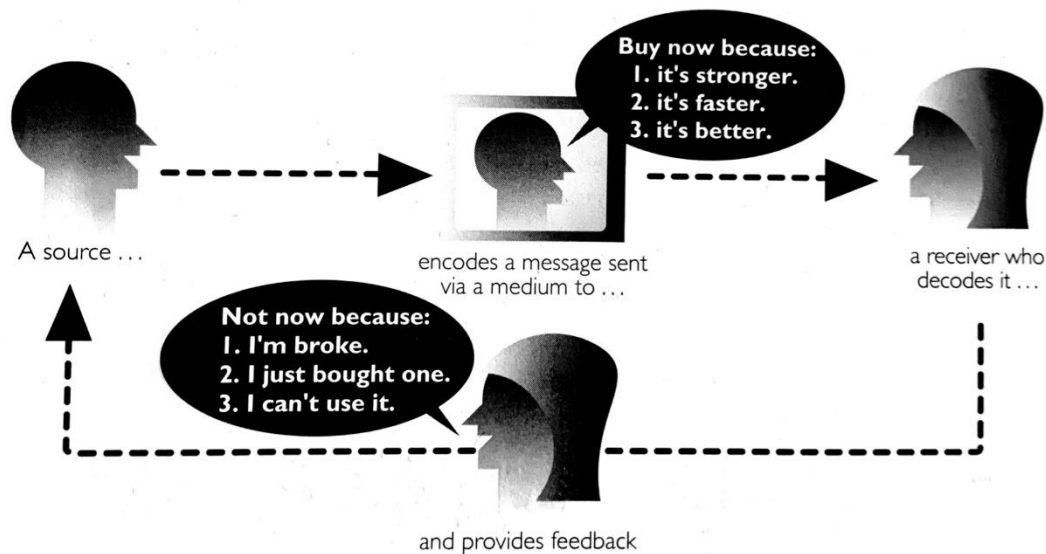 Buy now because:
1. it's stronger.
2. it's faster.
3. it's better.
A source ...
encodes a message sent
via a medium to ...
a receiver who
decodes it ...
Not now because:
1. I'm broke.
2. I just bought one.
3. I can't use it.
and provides feedback